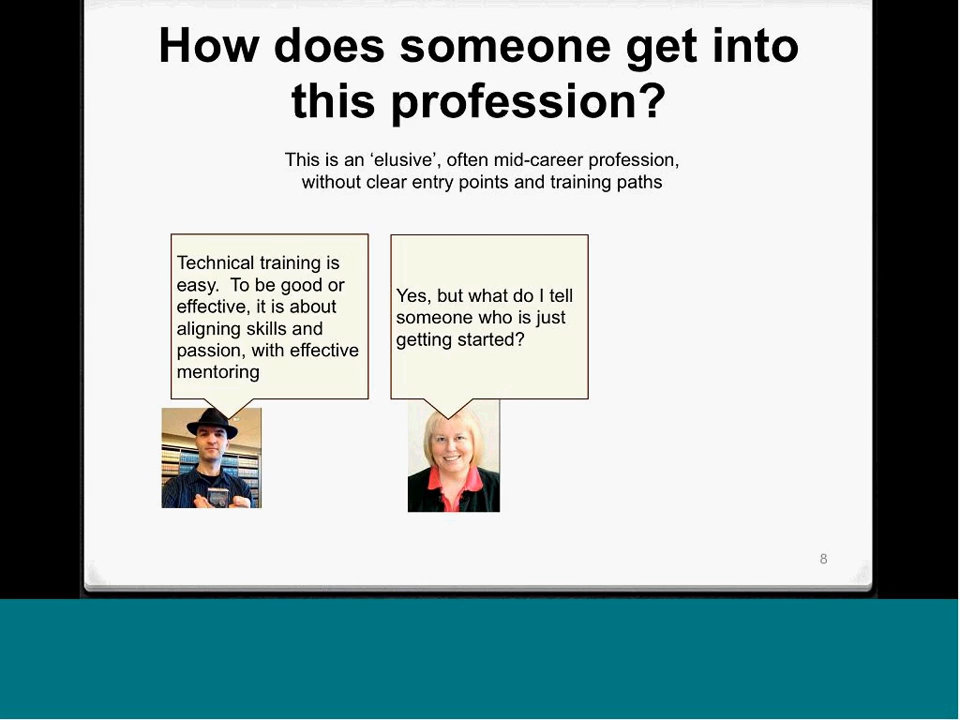 How does someone get into
this profession?
This is an ‘elusive’, often mid-career profession,
without clear entry points and training paths
Technical training is
easy.  To be good or
effective, it is about
aligning skills and
passion, with effective
mentoring
Yes, but what do I tell
someone who is just
getting started?
8